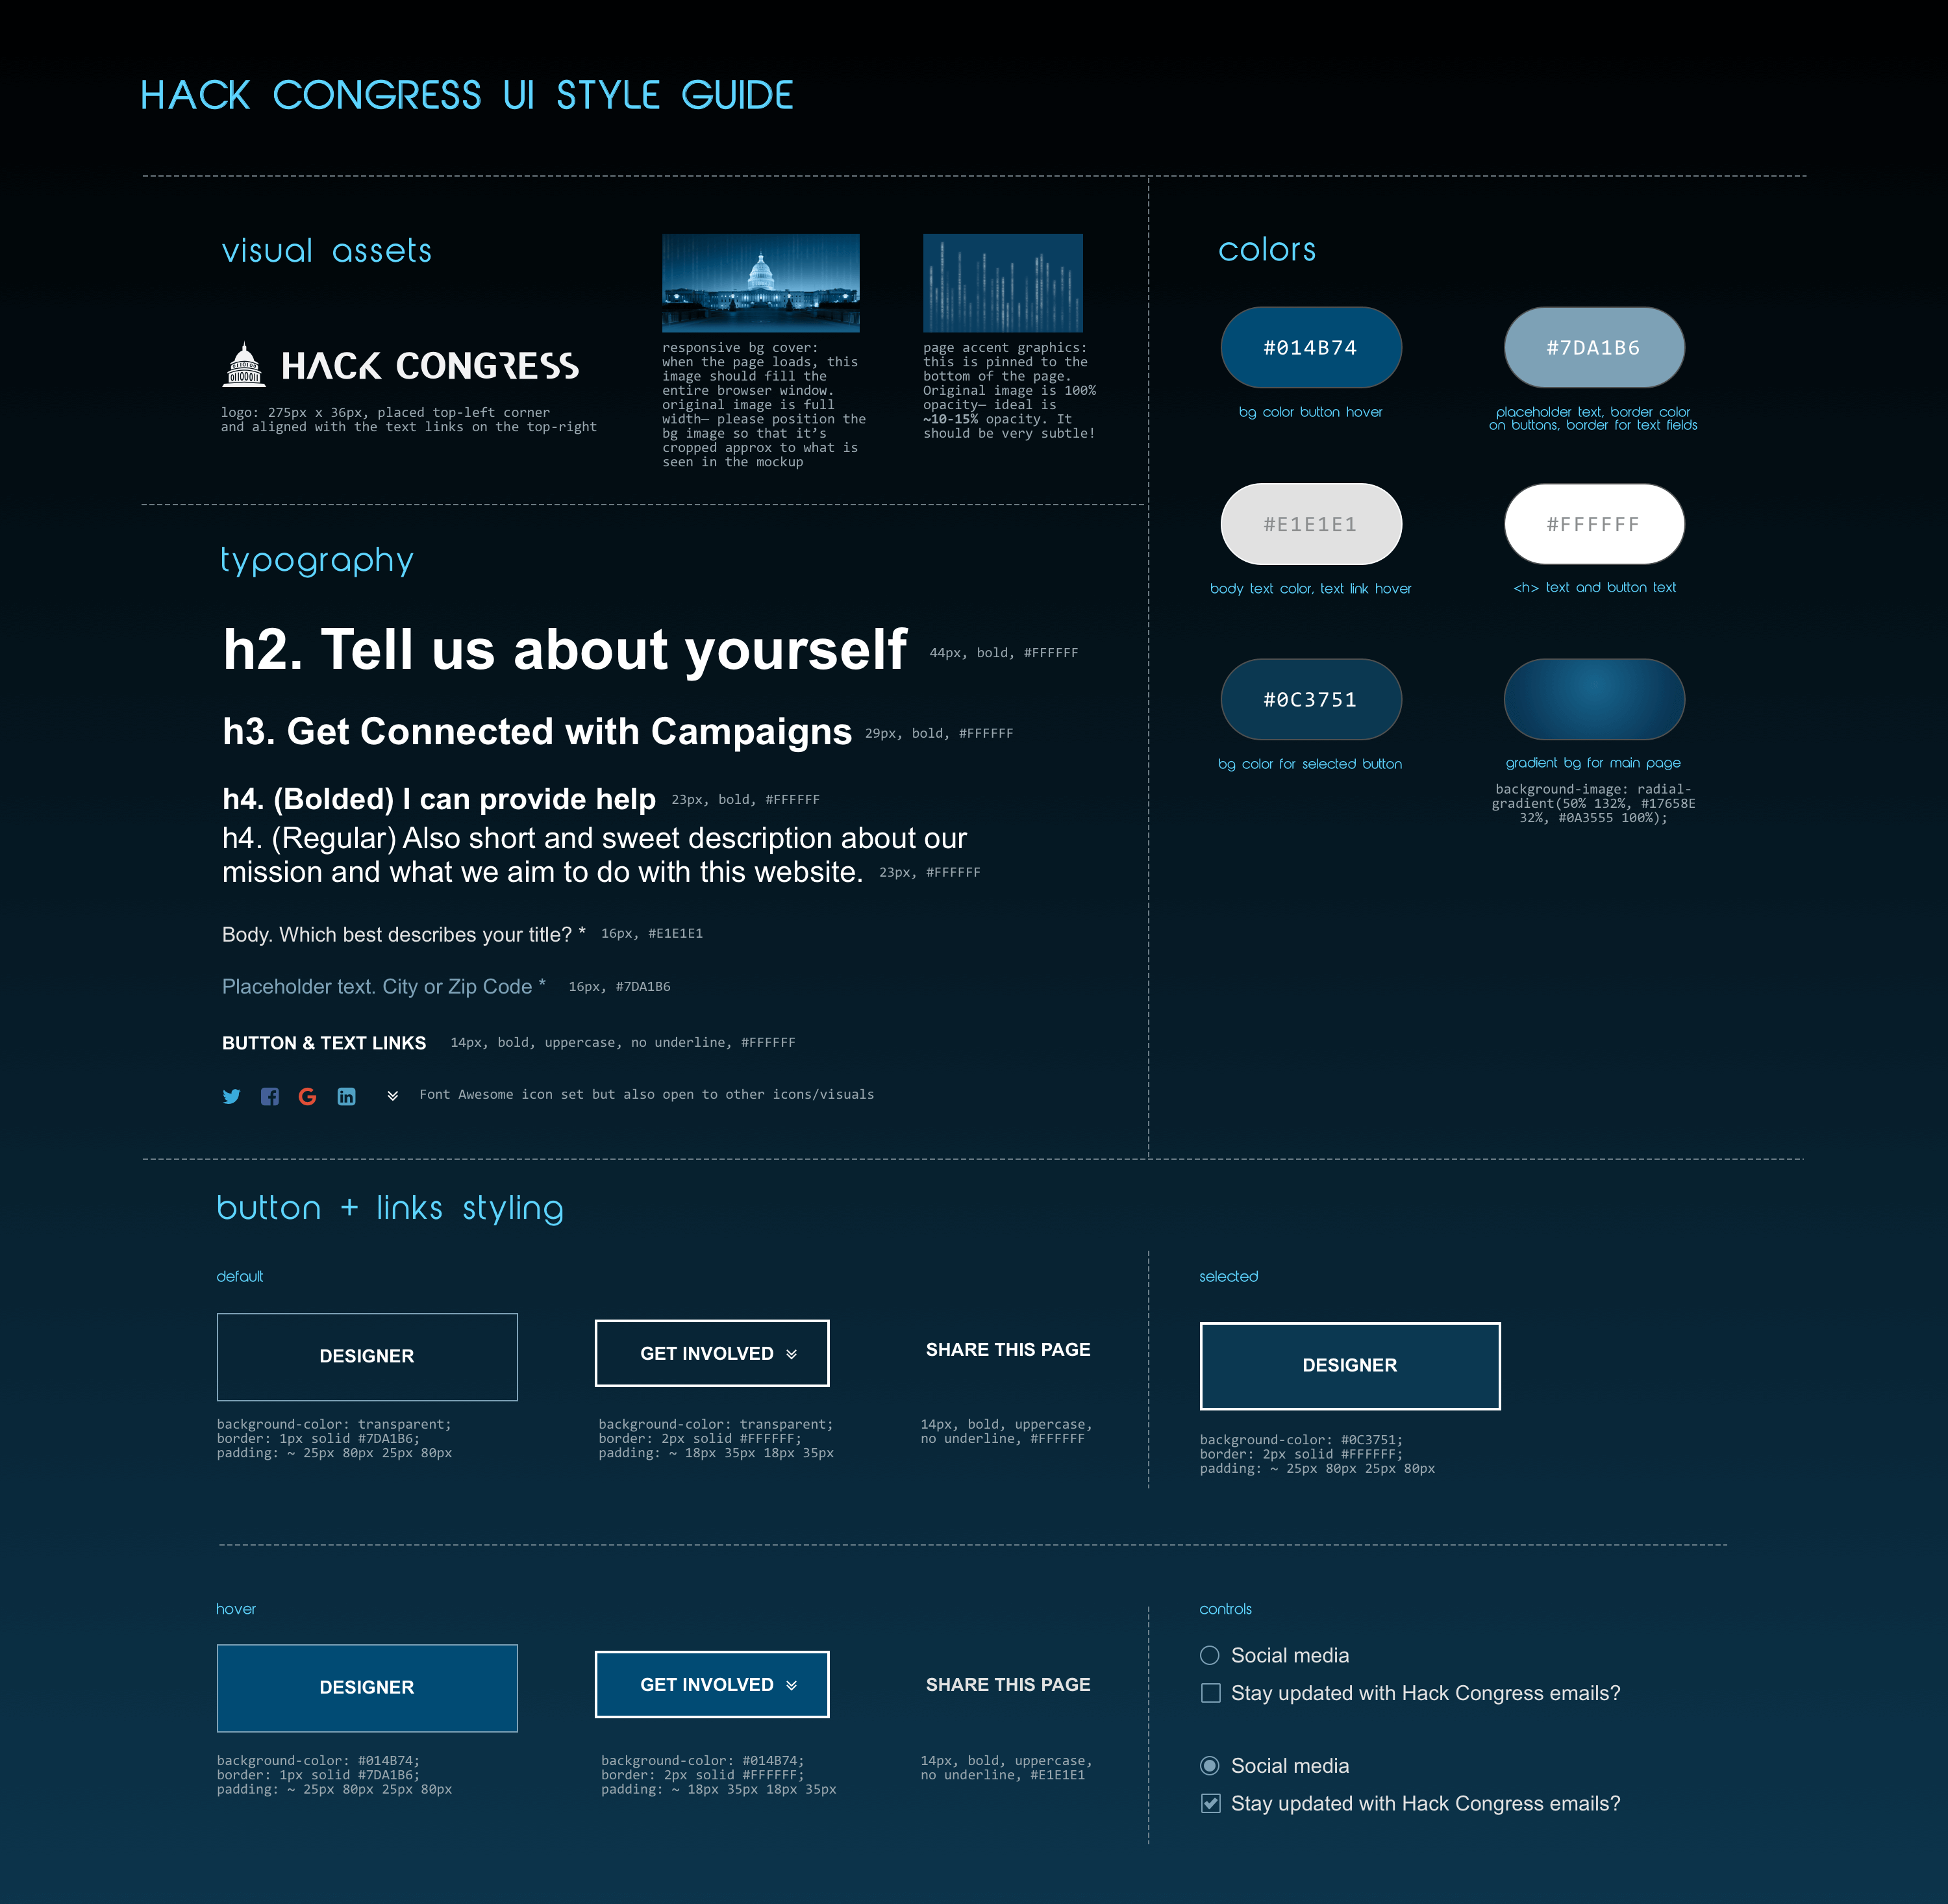 HACK CONGRESS UI STYLE GUIDE
visual assets
HACK CONGRESS
logo: 275px x 36px, placed top-left corner
and aligned with the text links on the top-right
responsive bg cover:
when the page loads, this
image should fill the
entire browser window.
original image is full
width— please position the
bg image so that it’s
cropped approx to what is
seen in the mockup
page accent graphics:
this is pinned to the
bottom of the page.
Original image is 100%
opacity— ideal is
~10-15% opacity. It
should be very subtle!
colors
#014B74
bg color button hover
#7DA1B6
placeholder text, border color
on buttons, border for text fields
#E1E1E1
body text color, text link hover
#FFFFFF
<h> text and button text
#0C3751
bg color for selected button
gradient bg for main page
background-image: radial-
gradient(50% 132%, #17658E
32%, #0A3555 100%);
typography
h2. Tell us about yourself 44px, bold, #FFFFFF
h3. Get Connected with Campaigns 29px, bold, #FFFFFF
h4. (Bolded) I can provide help 23px, bold, #FFFFFF
h4. (Regular) Also short and sweet description about our
mission and what we aim to do with this website. 23px, #FFFFFF
Body. Which best describes your title? * 16px, #E1E1E1
Placeholder text. City or Zip Code * 16px, #7DA1B6
BUTTON & TEXT LINKS 14px, bold, uppercase, no underline, #FFFFFF
Font Awesome icon set but also open to other icons/visuals
button + links styling
default
DESIGNER
background-color: transparent;
border: 1px solid #7DA1B6;
padding: ~ 25px 80px 25px 80px
GET INVOLVED
background-color: transparent;
border: 2px solid #FFFFFF;
padding: ~ 18px 35px 18px 35px
SHARE THIS PAGE
14px, bold, uppercase,
no underline, #FFFFFF
selected
DESIGNER
background-color: #0C3751;
border: 2px solid #FFFFFF;
padding: ~ 25px 80px 25px 80px
hover
DESIGNER
background-color: #014B74;
border: 1px solid #7DA1B6;
padding: ~ 25px 80px 25px 80px
GET INVOLVED
background-color: #014B74;
border: 2px solid #FFFFFF;
padding: ~ 18px 35px 18px 35px
SHARE THIS PAGE
14px, bold, uppercase,
no underline, #E1E1E1
controls
Social media
Stay updated with Hack Congress emails?
Social media
Stay updated with Hack Congress emails?